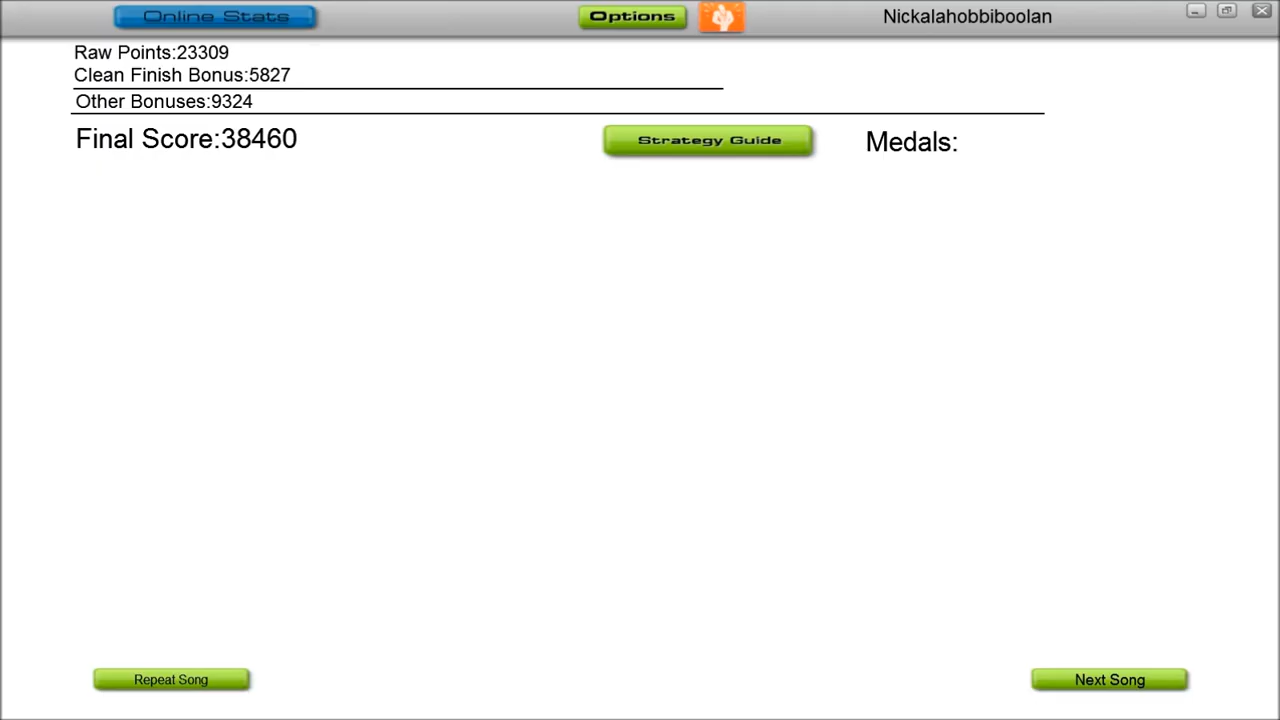 Online Stats
Options
Nickalahobbiboolan
Raw Points:23309
Clean Finish Bonus:5827
Other Bonuses:9324
Final Score:38460
Strategy Guide
Medals:
Repeat Song
Next Song